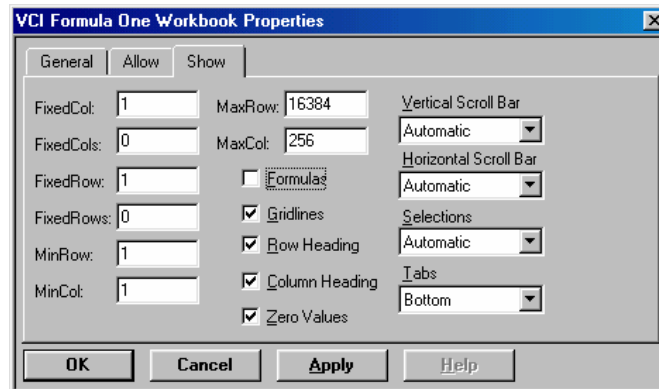 VCI Formula One Workbook Properties
General Allow Show
FixedCol: 1
FixedCols: 0
FixedRow: 1
FixedRows: 0
MinRow: 1
MinCol: 1
MaxRow: 16384
MaxCol: 256
Formulas
Gridlines
Row Heading
Column Heading
Zero Values
Vertical Scroll Bar
Automatic
Horizontal Scroll Bar
Automatic
Selections
Automatic
Tabs
Bottom
OK Cancel Apply Help